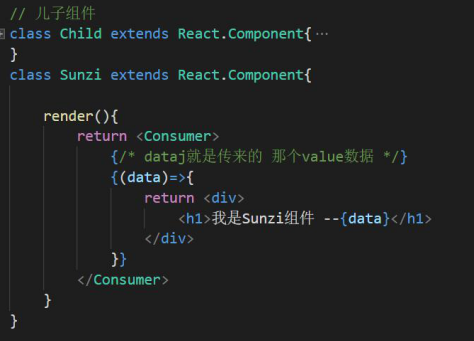 // 儿子组件
class Child extends React.Component{…
}
class Sunzi extends React.Component{
render(){
return <Consumer>
{/* dataj就是传来的 那个value数据 */}
{(data)=>{
return <div>
<h1>我是Sunzi组件 --{data}</h1>
</div>
}}
</Consumer>
}
}